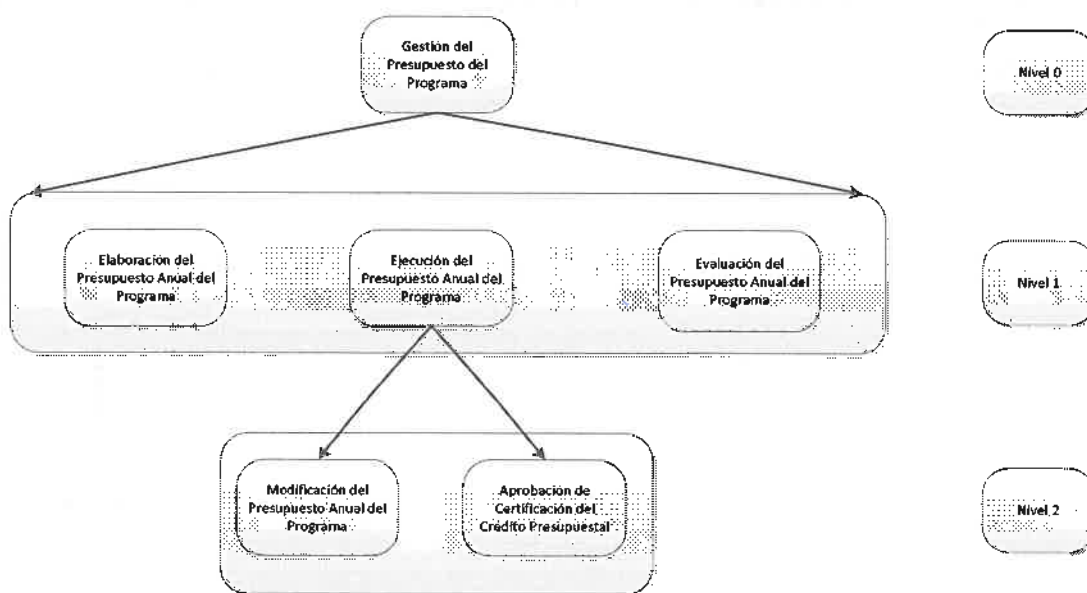 Gestión del
Presupuesto del
Programa
Nivel 0
Elaboración del
Presupuesto Anual del
Programa
Ejecución del
Presupuesto Anual del
Programa
Evaluación del
Presupuesto Anual del
Programa
Nivel 1
Modificación del
Presupuesto Anual del
Programa
Aprobación de
Certificación del
Crédito Presupuestal
Nivel 2